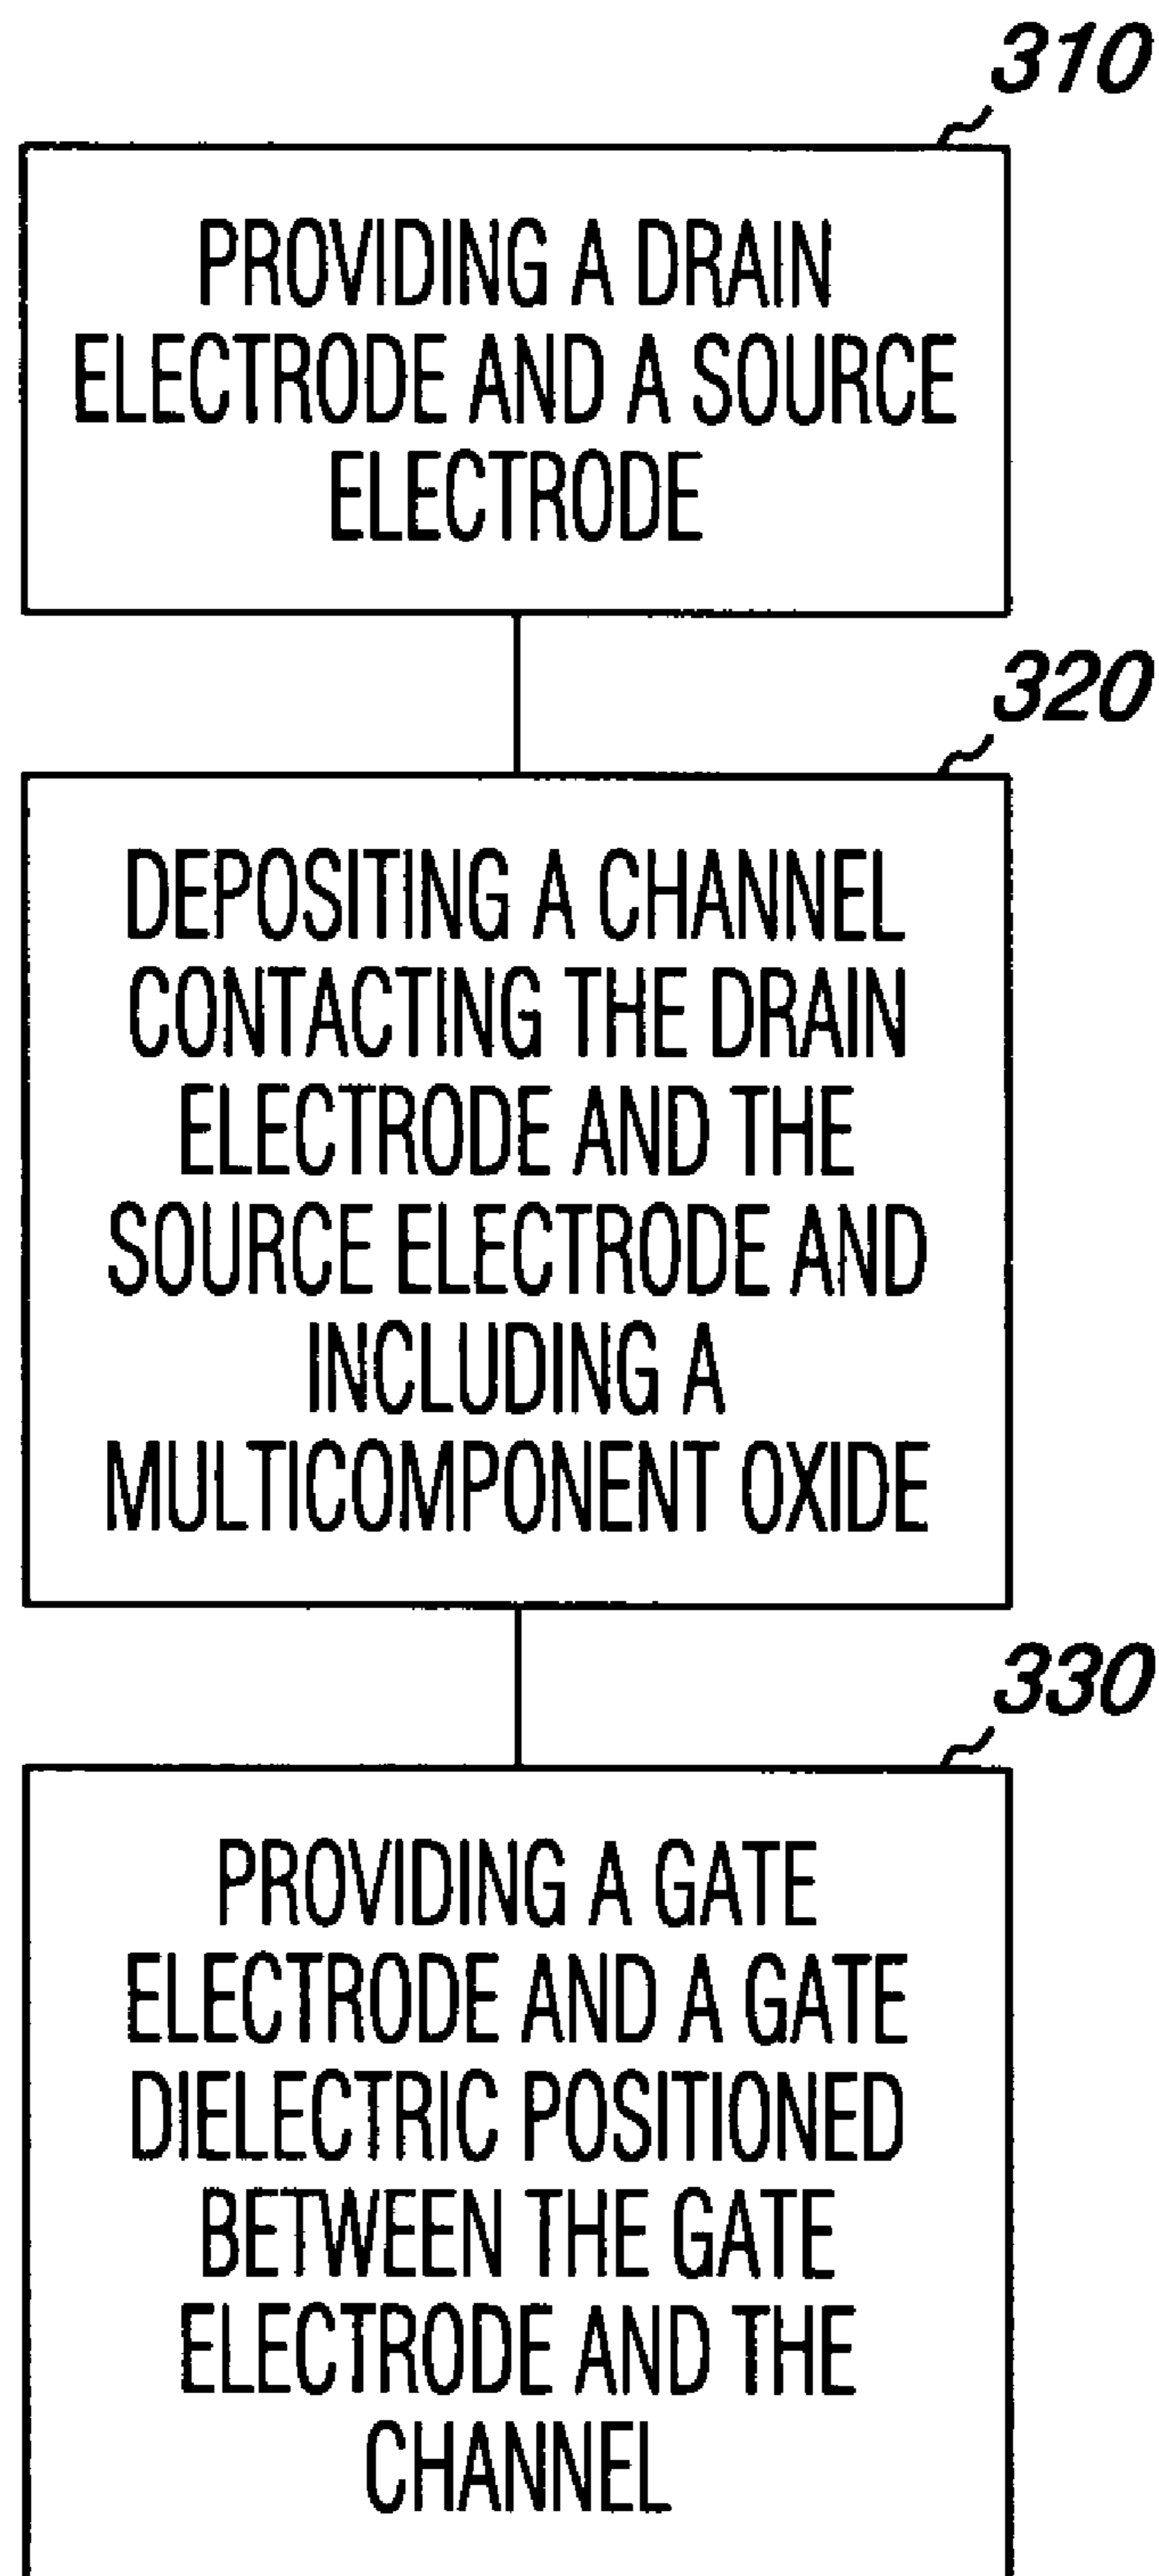 310
PROVIDING A DRAIN
ELECTRODE AND A SOURCE
ELECTRODE
320
DEPOSITING A CHANNEL
CONTACTING THE DRAIN
ELECTRODE AND THE
SOURCE ELECTRODE AND
INCLUDING A
MULTICOMPONENT OXIDE
330
PROVIDING A GATE
ELECTRODE AND A GATE
DIELECTRIC POSITIONED
BETWEEN THE GATE
ELECTRODE AND THE
CHANNEL